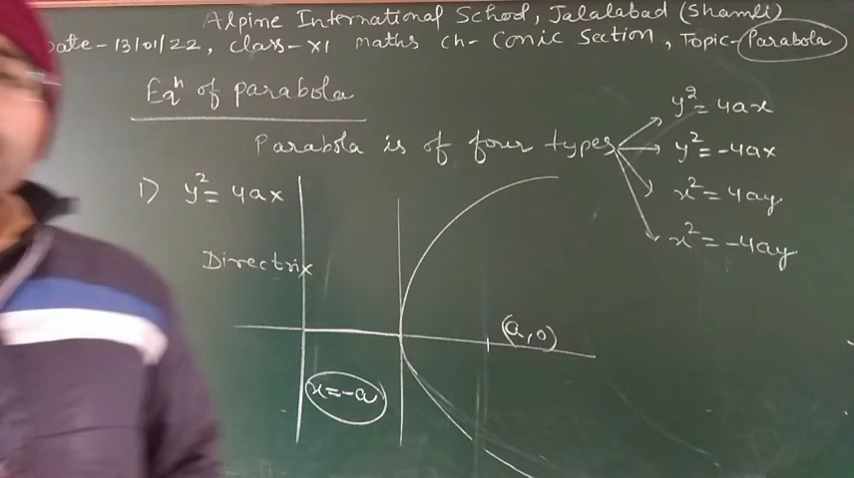 Alpine International School, Jalalabad (Shamli)
Date - 13/01/22, class - XI maths ch - Conic Section, Topic - Parabola
Eqⁿ of parabola
Parabola is of four types
y² = 4ax
y² = -4ax
x² = 4ay
x² = -4ay
1) y² = 4ax
Directrix
(a,0)
x = -a